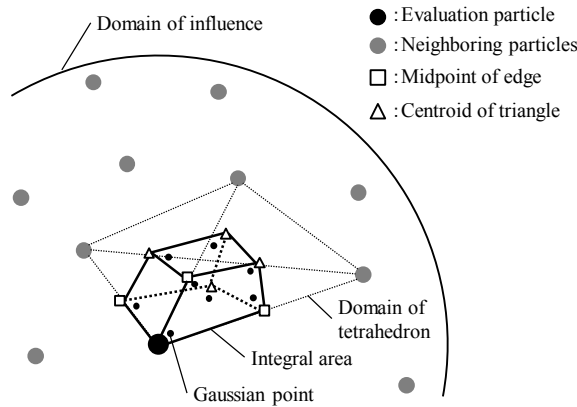 Domain of influence
: Evaluation particle
: Neighboring particles
: Midpoint of edge
: Centroid of triangle
Domain of
tetrahedron
Integral area
Gaussian point